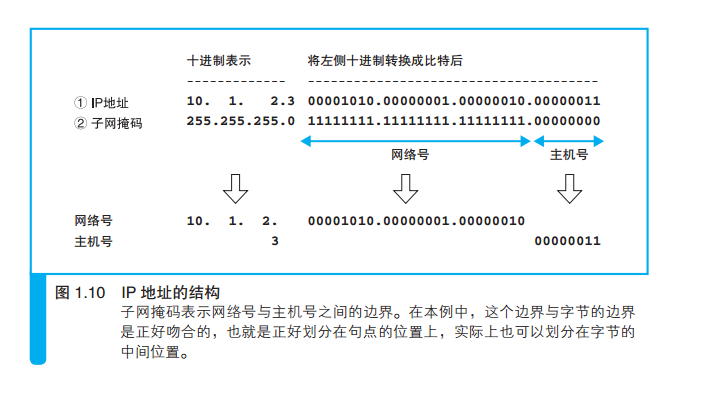 十进制表示 将左侧十进制转换成比特后
------------- --------------------------------------
① IP地址 10. 1. 2.3 00001010.00000001.00000010.00000011
② 子网掩码 255.255.255.0 11111111.11111111.11111111.00000000
网络号 主机号
网络号 10. 1. 2. 00001010.00000001.00000010
主机号 3 00000011
图 1.10 IP 地址的结构
子网掩码表示网络号与主机号之间的边界。在本例中，这个边界与字节的边界
是正好吻合的，也就是正好划分在句点的位置上，实际上也可以划分在字节的
中间位置。